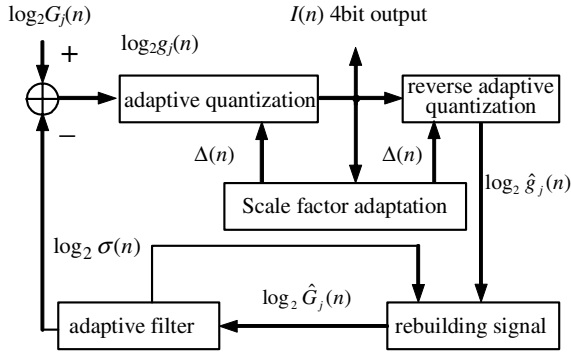 log₂Gⱼ(n)
I(n) 4bit output
+
log₂gⱼ(n)
adaptive quantization
reverse adaptive
quantization
−
Δ(n)
Δ(n)
Scale factor adaptation
log₂ ĝⱼ(n)
log₂ σ(n)
log₂ Ĝⱼ(n)
adaptive filter
rebuilding signal